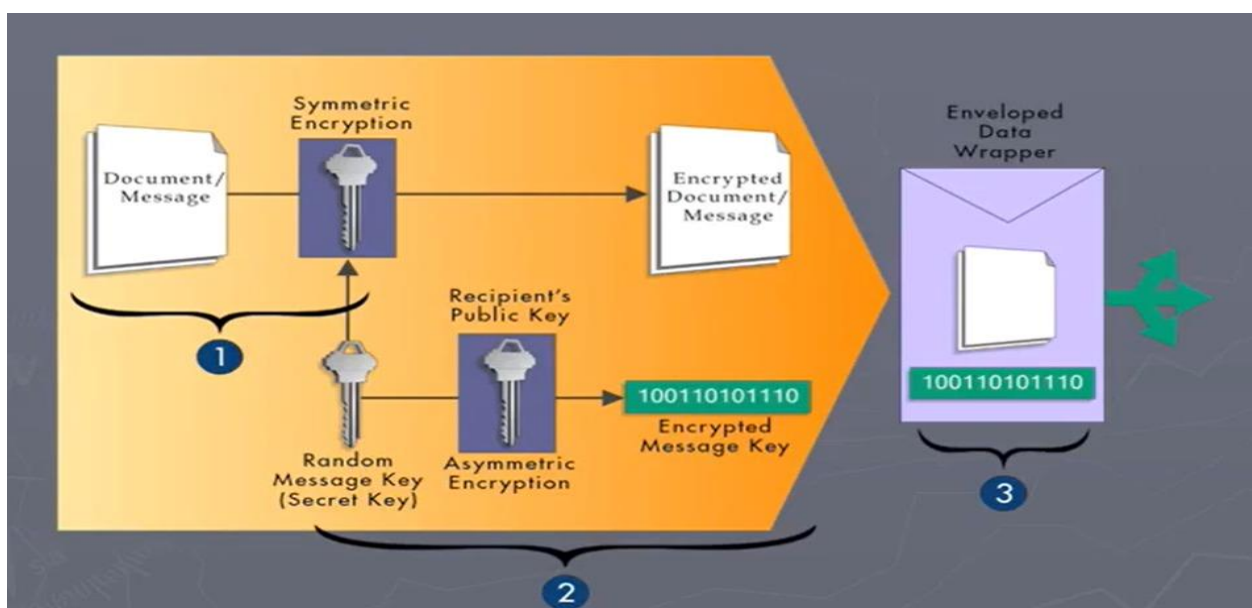 Symmetric
Encryption
Document/
Message
Encrypted
Document/
Message
Enveloped
Data
Wrapper
1
Recipient's
Public Key
100110101110
Encrypted
Message Key
Random
Message Key
(Secret Key)
Asymmetric
Encryption
2
100110101110
3